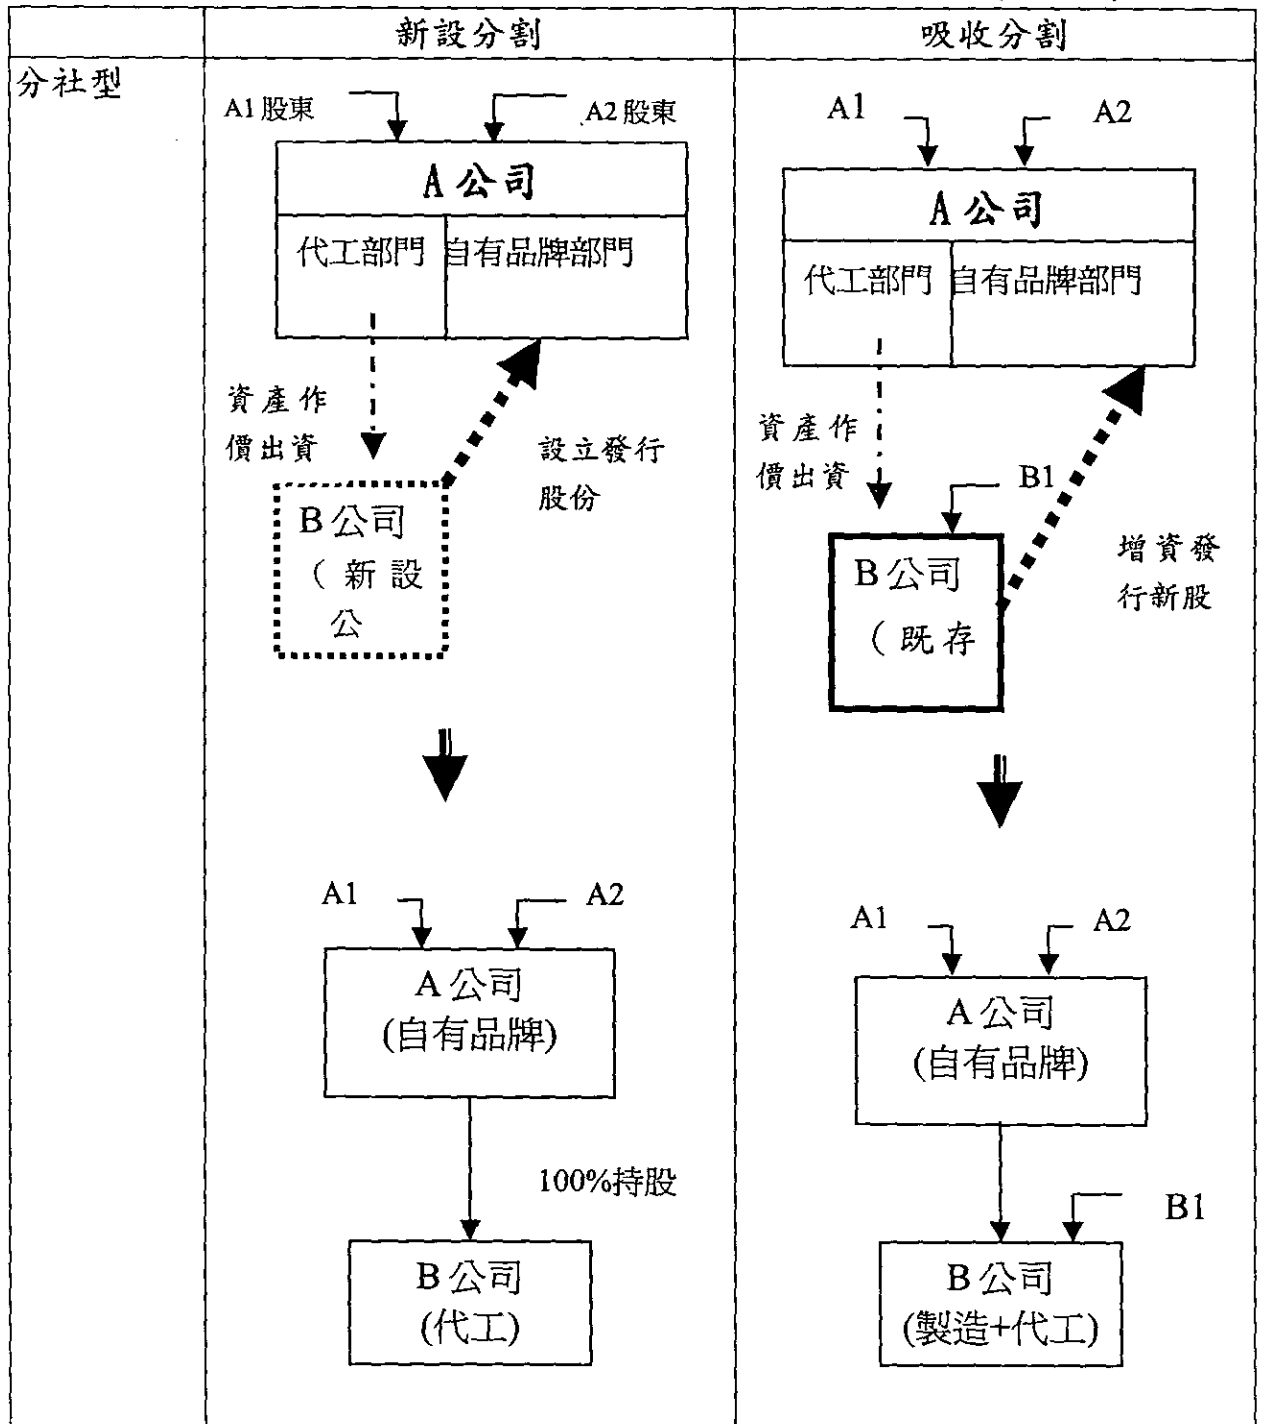 新設分割
吸收分割
分社型
A1股東
A2股東
A公司
代工部門
自有品牌部門
資產作
價出資
設立發行
股份
B公司
（新設
公
A1
A2
A公司
(自有品牌)
100%持股
B公司
(代工)
A1
A2
A公司
代工部門
自有品牌部門
資產作
價出資
B1
B公司
（既存
增資發
行新股
A1
A2
A公司
(自有品牌)
B1
B公司
(製造+代工)